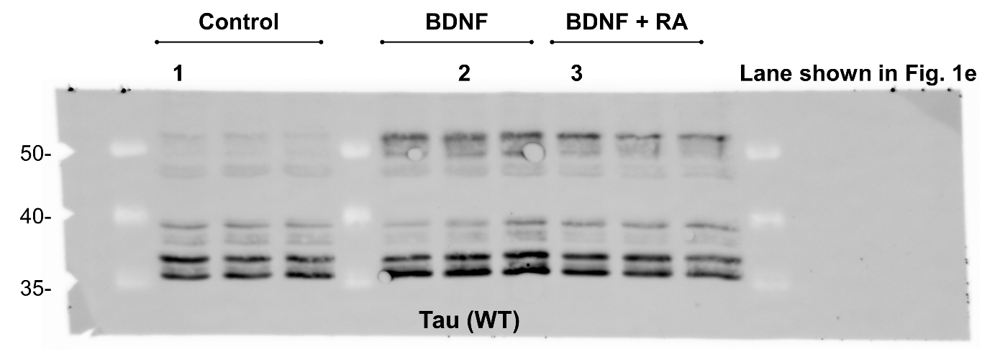 Control BDNF BDNF + RA
1 2 3 Lane shown in Fig. 1e
50-
40-
35-
Tau (WT)